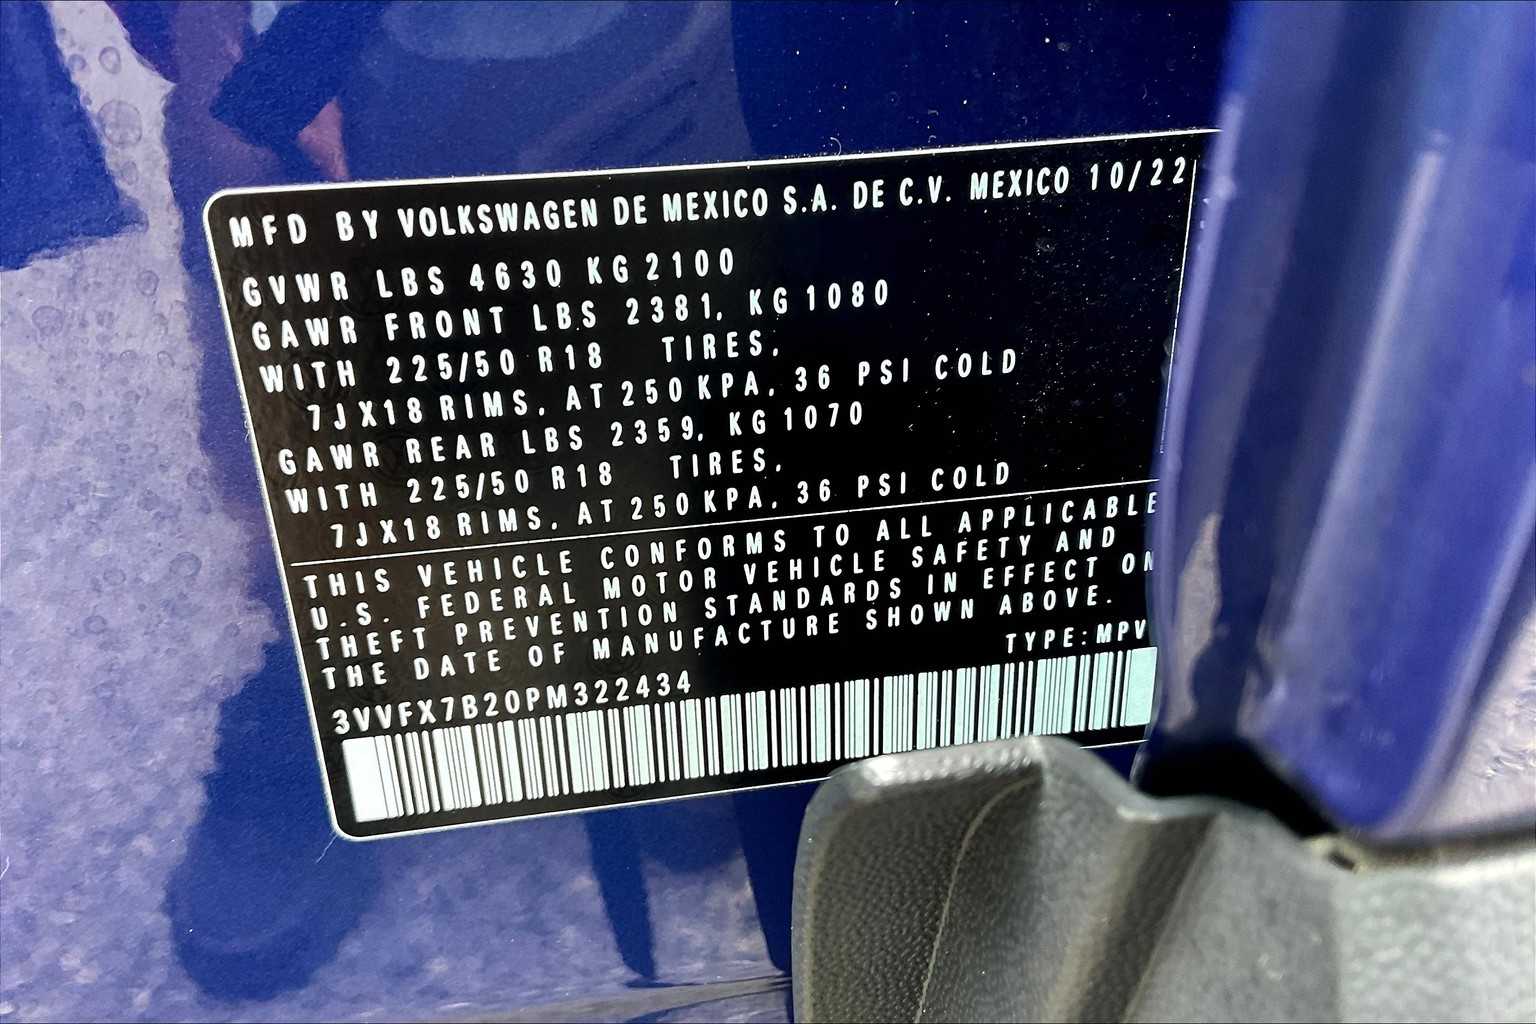 MFD BY VOLKSWAGEN DE MEXICO S.A. DE C.V. MEXICO 10/22
GVWR LBS 4630 KG 2100
GAWR FRONT LBS 2381, KG 1080
WITH 225/50 R18 TIRES,
7JX18 RIMS, AT 250 KPA, 36 PSI COLD
GAWR REAR LBS 2359, KG 1070
WITH 225/50 R18 TIRES,
7JX18 RIMS, AT 250 KPA, 36 PSI COLD
THIS VEHICLE CONFORMS TO ALL APPLICABLE
U.S. FEDERAL MOTOR VEHICLE SAFETY AND
THEFT PREVENTION STANDARDS IN EFFECT ON
THE DATE OF MANUFACTURE SHOWN ABOVE.
TYPE:MPV
3VVFX7B20PM322434